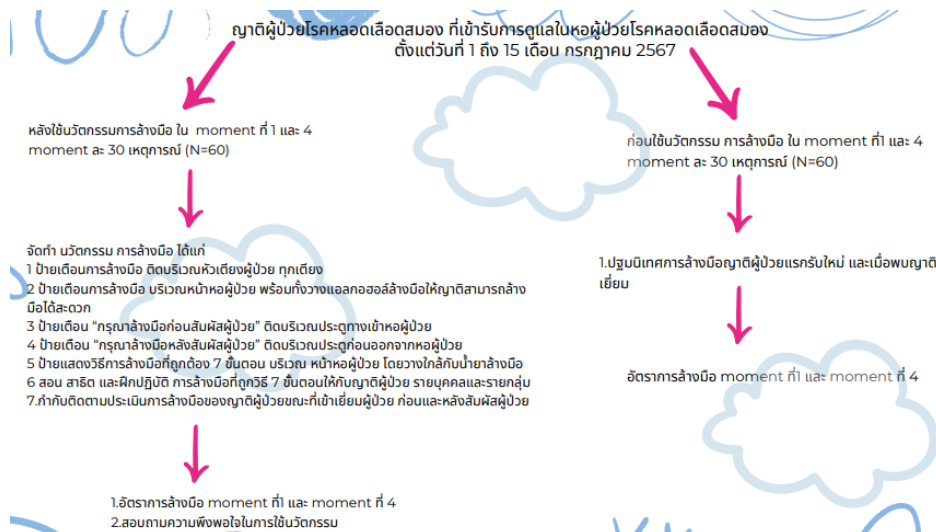 ญาติผู้ป่วยโรคหลอดเลือดสมอง ที่เข้ารับการดูแลในหอผู้ป่วยโรคหลอดเลือดสมอง
ตั้งแต่วันที่ 1 ถึง 15 เดือน กรกฎาคม 2567
หลังใช้นวัตกรรมการล้างมือ ใน moment ที่ 1 และ 4
moment ละ 30 เหตุการณ์ (N=60)
จัดทำ นวัตกรรม การล้างมือ ได้แก่
1 ป้ายเตือนการล้างมือ ติดบริเวณหัวเตียงผู้ป่วย ทุกเตียง
2 ป้ายเตือนการล้างมือ บริเวณหน้าหอผู้ป่วย พร้อมทั้งวางแอลกอฮอล์ล้างมือให้ญาติสามารถล้าง
มือได้สะดวก
3 ป้ายเตือน “กรุณาล้างมือก่อนสัมผัสผู้ป่วย” ติดบริเวณประตูทางเข้าหอผู้ป่วย
4 ป้ายเตือน “กรุณาล้างมือหลังสัมผัสผู้ป่วย” ติดบริเวณประตูก่อนออกจากหอผู้ป่วย
5 ป้ายแสดงวิธีการล้างมือที่ถูกต้อง 7 ขั้นตอน บริเวณ หน้าหอผู้ป่วย โดยวางใกล้กับน้ำยาล้างมือ
6 สอน สาธิต และฝึกปฏิบัติ การล้างมือที่ถูกวิธี 7 ขั้นตอนให้กับญาติผู้ป่วย รายบุคคลและรายกลุ่ม
7.กำกับติดตามประเมินการล้างมือของญาติผู้ป่วยขณะที่เข้าเยี่ยมผู้ป่วย ก่อนและหลังสัมผัสผู้ป่วย
1.อัตราการล้างมือ moment ที่1 และ moment ที่ 4
2.สอบถามความพึงพอใจในการใช้นวัตกรรม
ก่อนใช้นวัตกรรม การล้างมือ ใน moment ที่1 และ 4
moment ละ 30 เหตุการณ์ (N=60)
1.ปฐมนิเทศการล้างมือญาติผู้ป่วยแรกรับใหม่ และเมื่อพบญาติ
เยี่ยม
อัตราการล้างมือ moment ที่1 และ moment ที่ 4